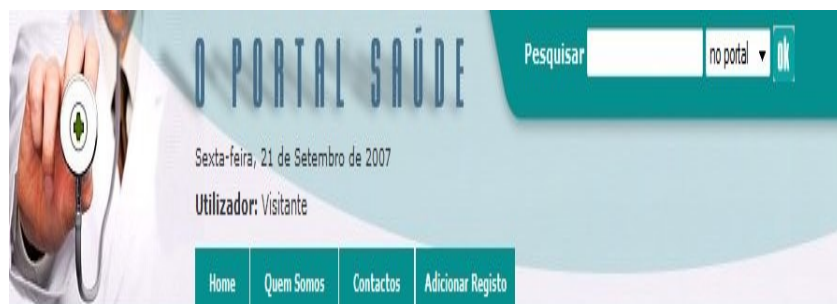 O PORTAL SAÚDE
Pesquisar no portal ok
Sexta-feira, 21 de Setembro de 2007
Utilizador: Visitante
Home Quem Somos Contactos Adicionar Registo